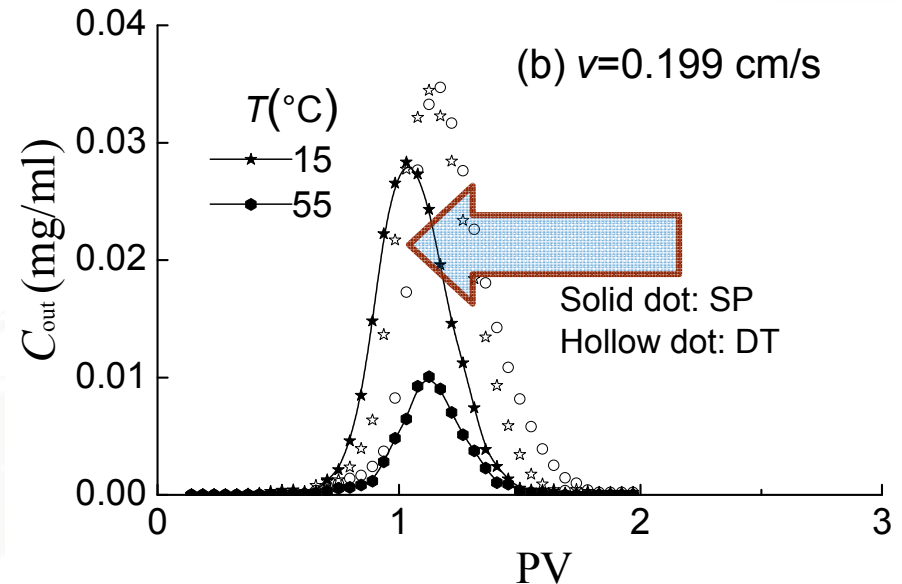 0.04
(b) v=0.199 cm/s
T(°C)
0.03
15
55
0.02
Solid dot: SP
Hollow dot: DT
0.01
0.00
0
1
2
3
Cout (mg/ml)
PV